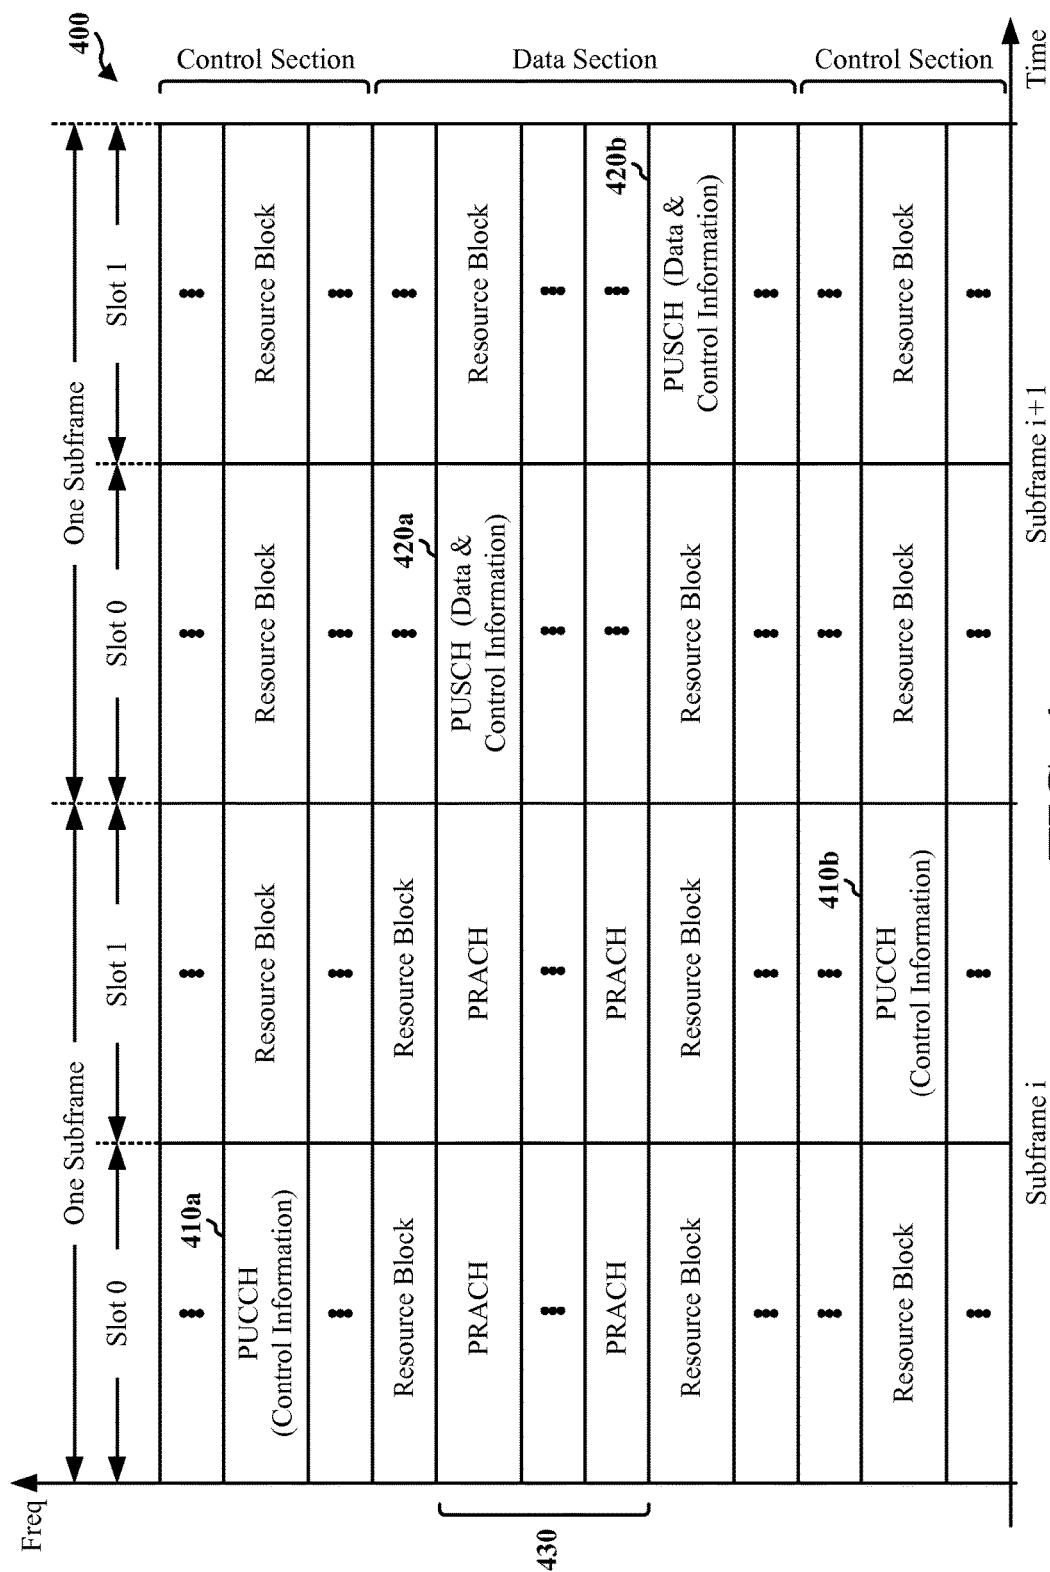 400
One Subframe
One Subframe
Slot 0
Slot 1
Slot 0
Slot 1
Freq
Control Section
Data Section
Control Section
410a
PUCCH
(Control Information)
Resource Block
Resource Block
Resource Block
Resource Block
Resource Block
420a
430
PRACH
PRACH
PUSCH (Data &
Control Information)
Resource Block
PRACH
PRACH
420b
Resource Block
Resource Block
Resource Block
PUSCH (Data &
Control Information)
410b
Resource Block
PUCCH
(Control Information)
Resource Block
Resource Block
Subframe i
Subframe i+1
Time